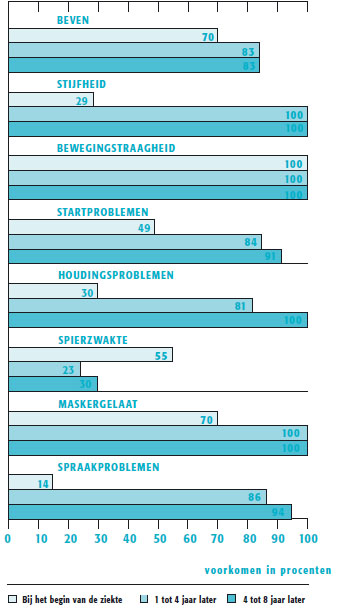 BEVEN
70
83
83
STIJFHEID
29
100
100
BEWEGINGSTRAAGHEID
100
100
100
STARTPROBLEMEN
49
84
91
HOUDINGSPROBLEMEN
30
81
100
SPIERZWAKTE
55
23
30
MASKERGELAAT
70
100
100
SPRAAKPROBLEMEN
14
86
94
0 10 20 30 40 50 60 70 80 90 100
voorkomen in procenten
Bij het begin van de ziekte 1 tot 4 jaar later 4 tot 8 jaar later